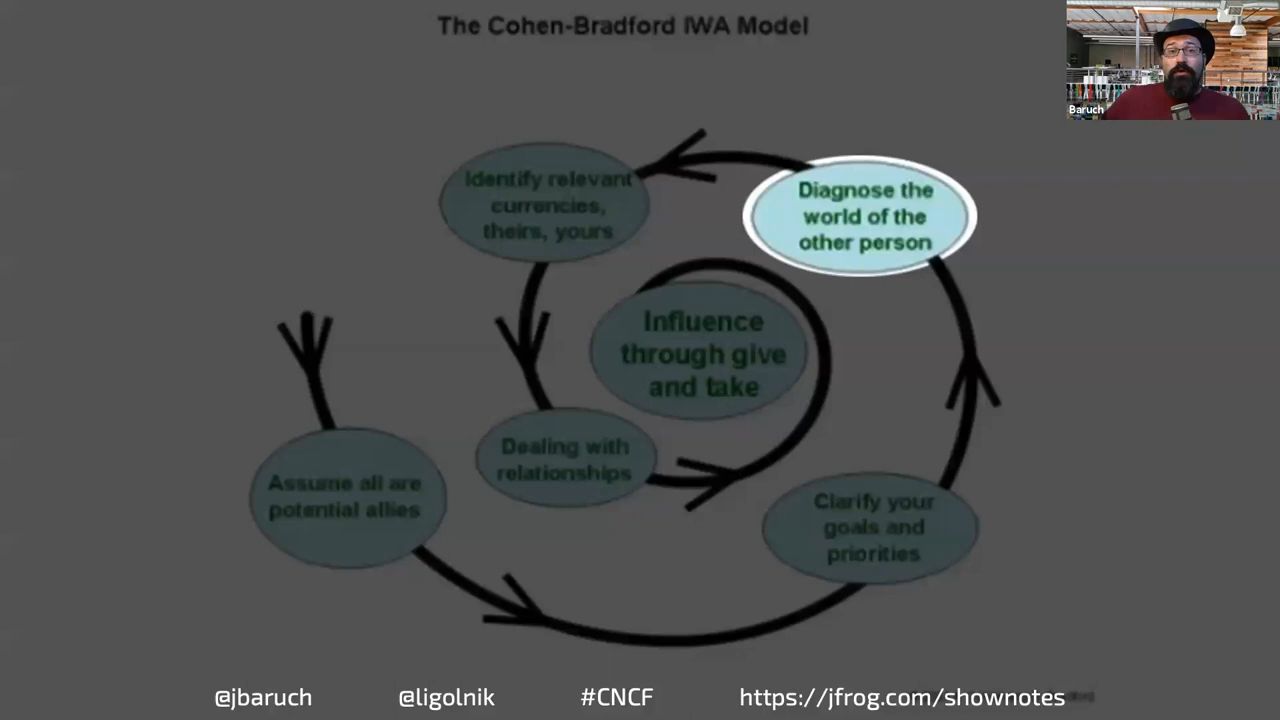 The Cohen-Bradford IWA Model
Baruch
Identify relevant
currencies,
theirs, yours
Diagnose the
world of the
other person
Influence
through give
and take
Dealing with
relationships
Assume all are
potential allies
Clarify your
goals and
priorities
@jbaruch @ligolnik #CNCF https://jfrog.com/shownotes